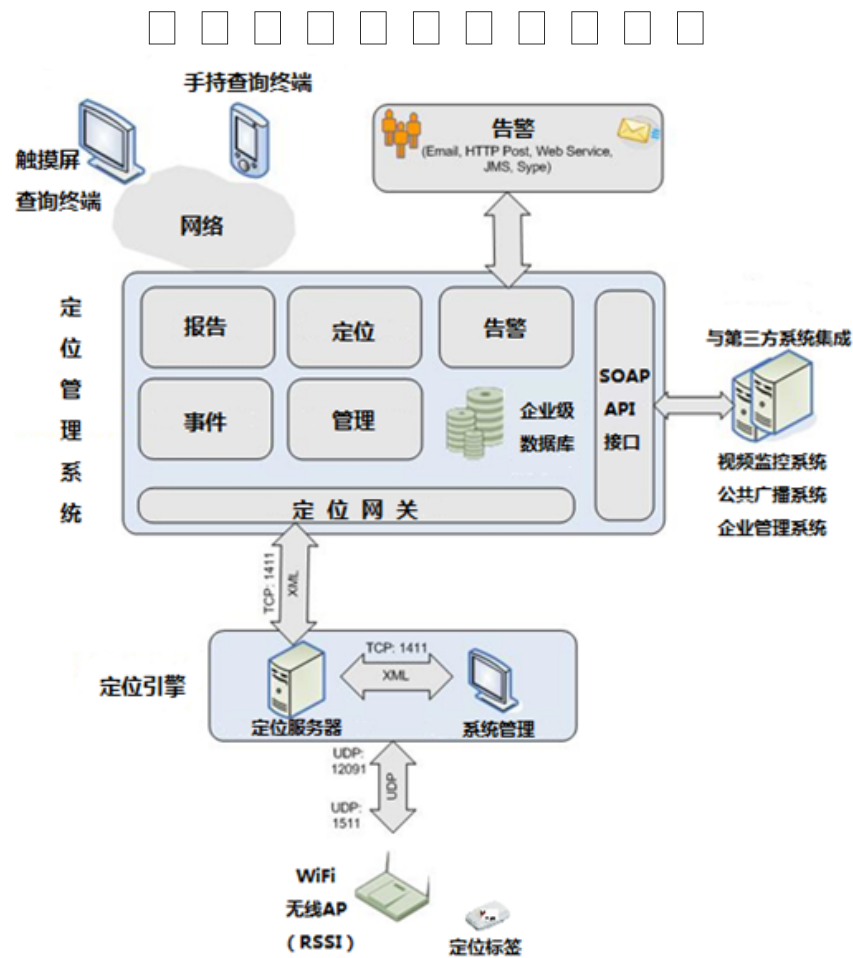 手持查询终端
触摸屏
查询终端
网络
告警
(Email, HTTP Post, Web Service,
JMS, Sype)
定位管理系统
报告
定位
告警
事件
管理
企业级
数据库
SOAP
API
接口
定位网关
与第三方系统集成
视频监控系统
公共广播系统
企业管理系统
TCP: 1411
XML
定位引擎
TCP: 1411
XML
定位服务器
系统管理
UDP:
12091
UDP
UDP:
1511
WiFi
无线AP
(RSSI)
定位标签